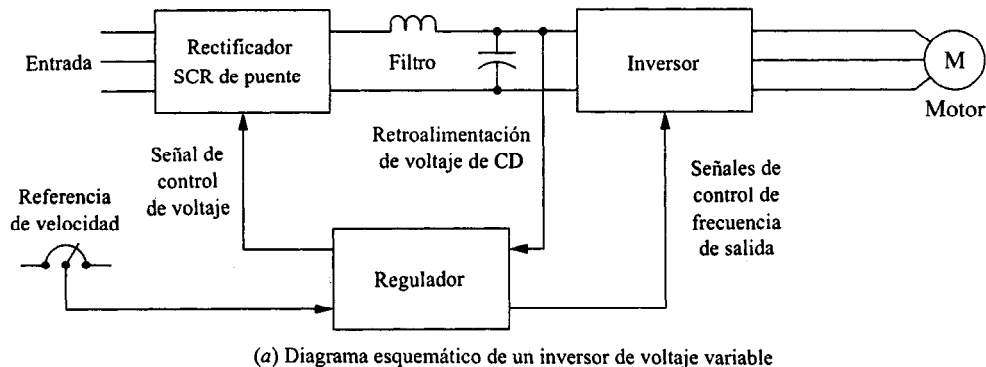 Entrada
Rectificador
SCR de puente
Filtro
Inversor
M
Motor
Retroalimentación
de voltaje de CD
Señal de
control
de voltaje
Señales de
control de
frecuencia
de salida
Referencia
de velocidad
Regulador
(a) Diagrama esquemático de un inversor de voltaje variable